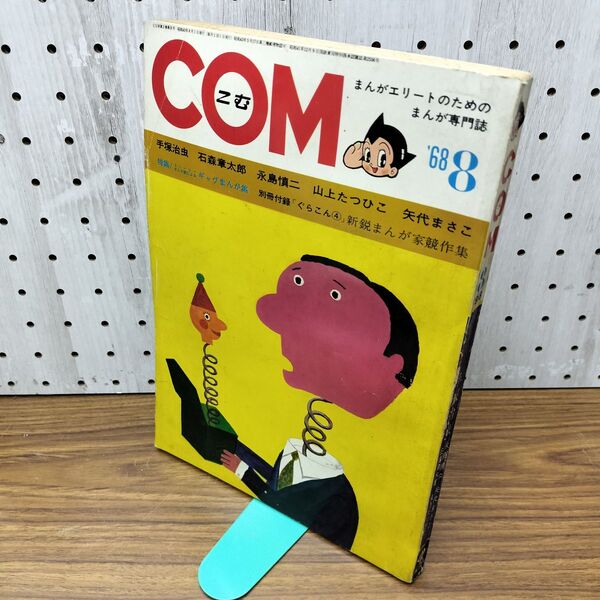 COM
こむ
まんがエリートのための
まんが専門誌
'68 8
手塚治虫 石森章太郎 永島慎二 山上たつひこ 矢代まさこ
ギャグまんが
別冊付録「ぐらこん④」新鋭まんが家競作集
COM